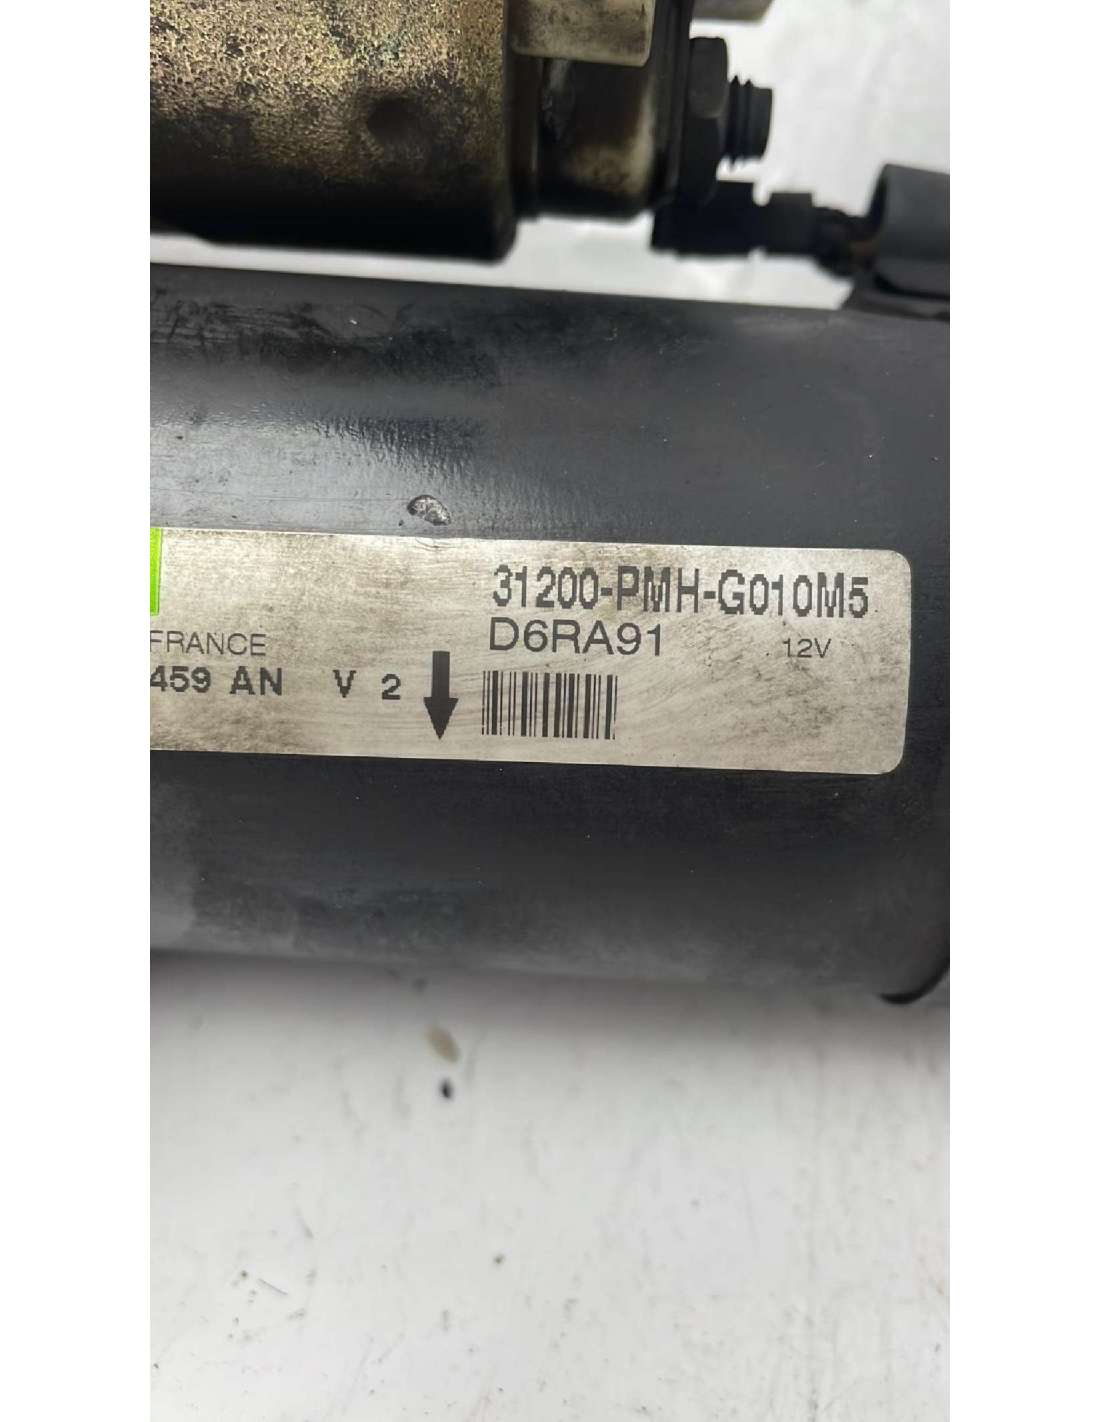 31200-PMH-G010M5
FRANCE D6RA91 12V
459 AN V 2